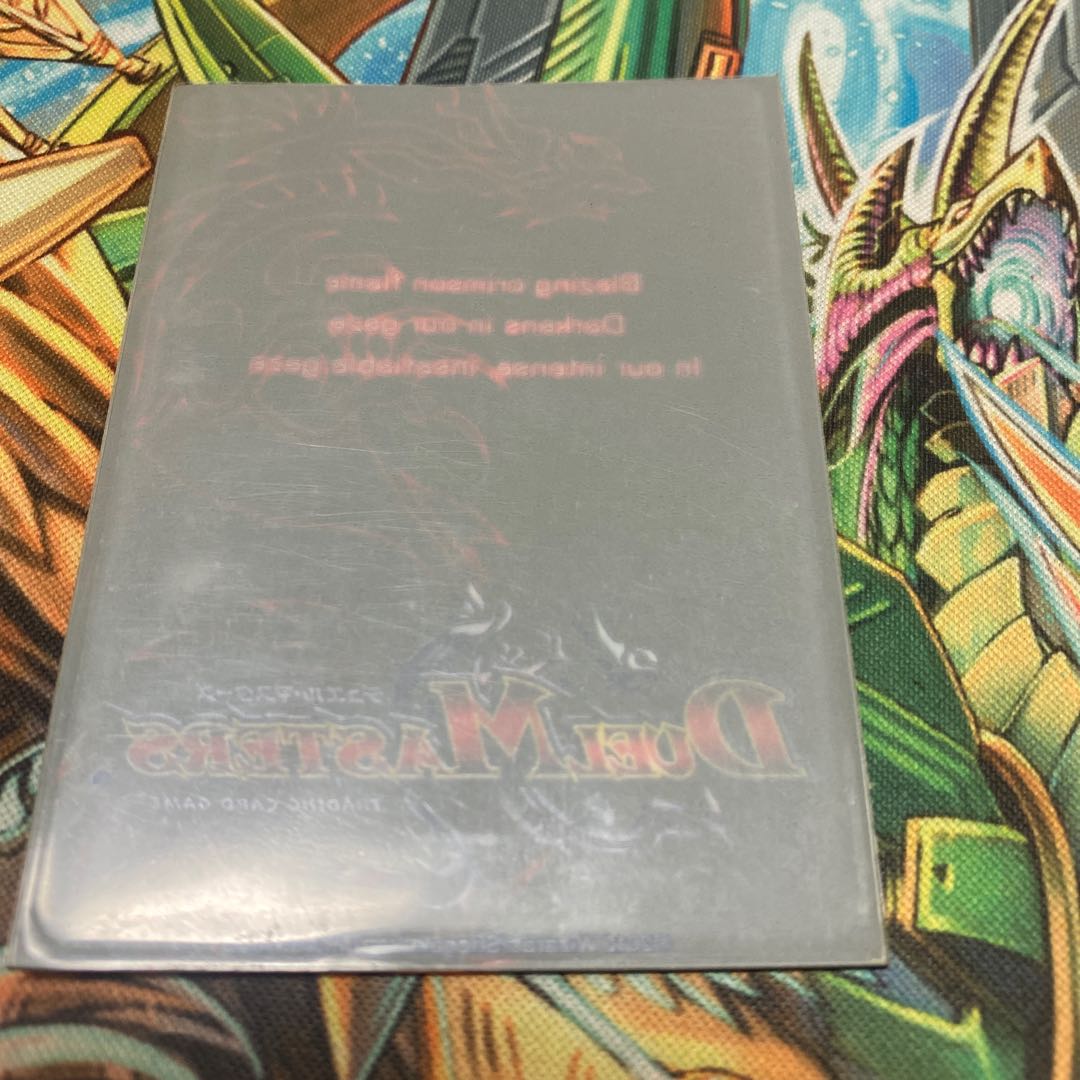 Blazing crimson flame
Darkens in our gaze
In our intense, insatiable gaze
デュエル・マスターズ
DUEL MASTERS
TRADING CARD GAME